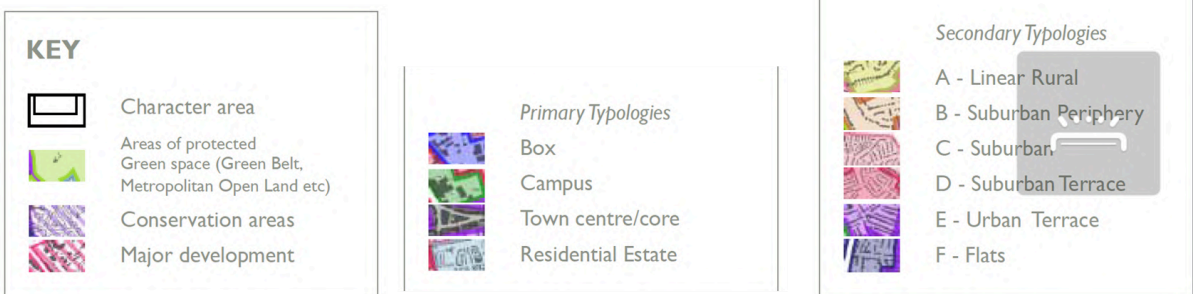 KEY
Character area
Areas of protected
Green space (Green Belt,
Metropolitan Open Land etc)
Conservation areas
Major development
Primary Typologies
Box
Campus
Town centre/core
Residential Estate
Secondary Typologies
A - Linear Rural
B - Suburban Periphery
C - Suburban
D - Suburban Terrace
E - Urban Terrace
F - Flats